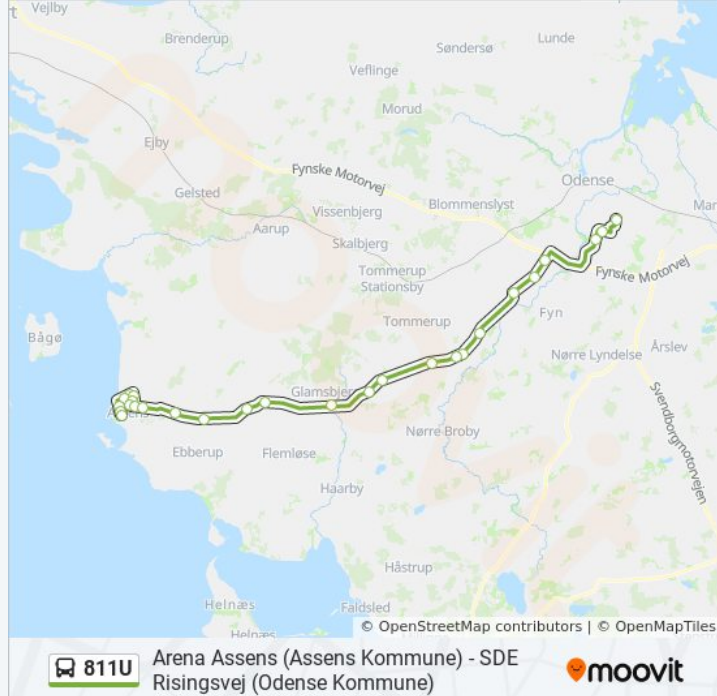 Vejlby
Brenderup
Lunde
Søndersø
Veflinge
Morud
Ejby
Fynske Motorvej
Odense
Gelsted
Blommenslyst
Vissenbjerg
Aarup
Skalbjerg
Tommerup
Stationsby
Fynske Motorvej
Fyn
Tommerup
Bågø
Årslev
Nørre Lyndelse
Glamsbjerg
Svendborgmotorvejen
Nørre Broby
Ebberup
Flemløse
Haarby
Håstrup
Helnæs
Faldsled
Helnæs
© OpenStreetMap contributors | © OpenMapTiles
811U
Arena Assens (Assens Kommune) - SDE
Risingsvej (Odense Kommune)
moovit